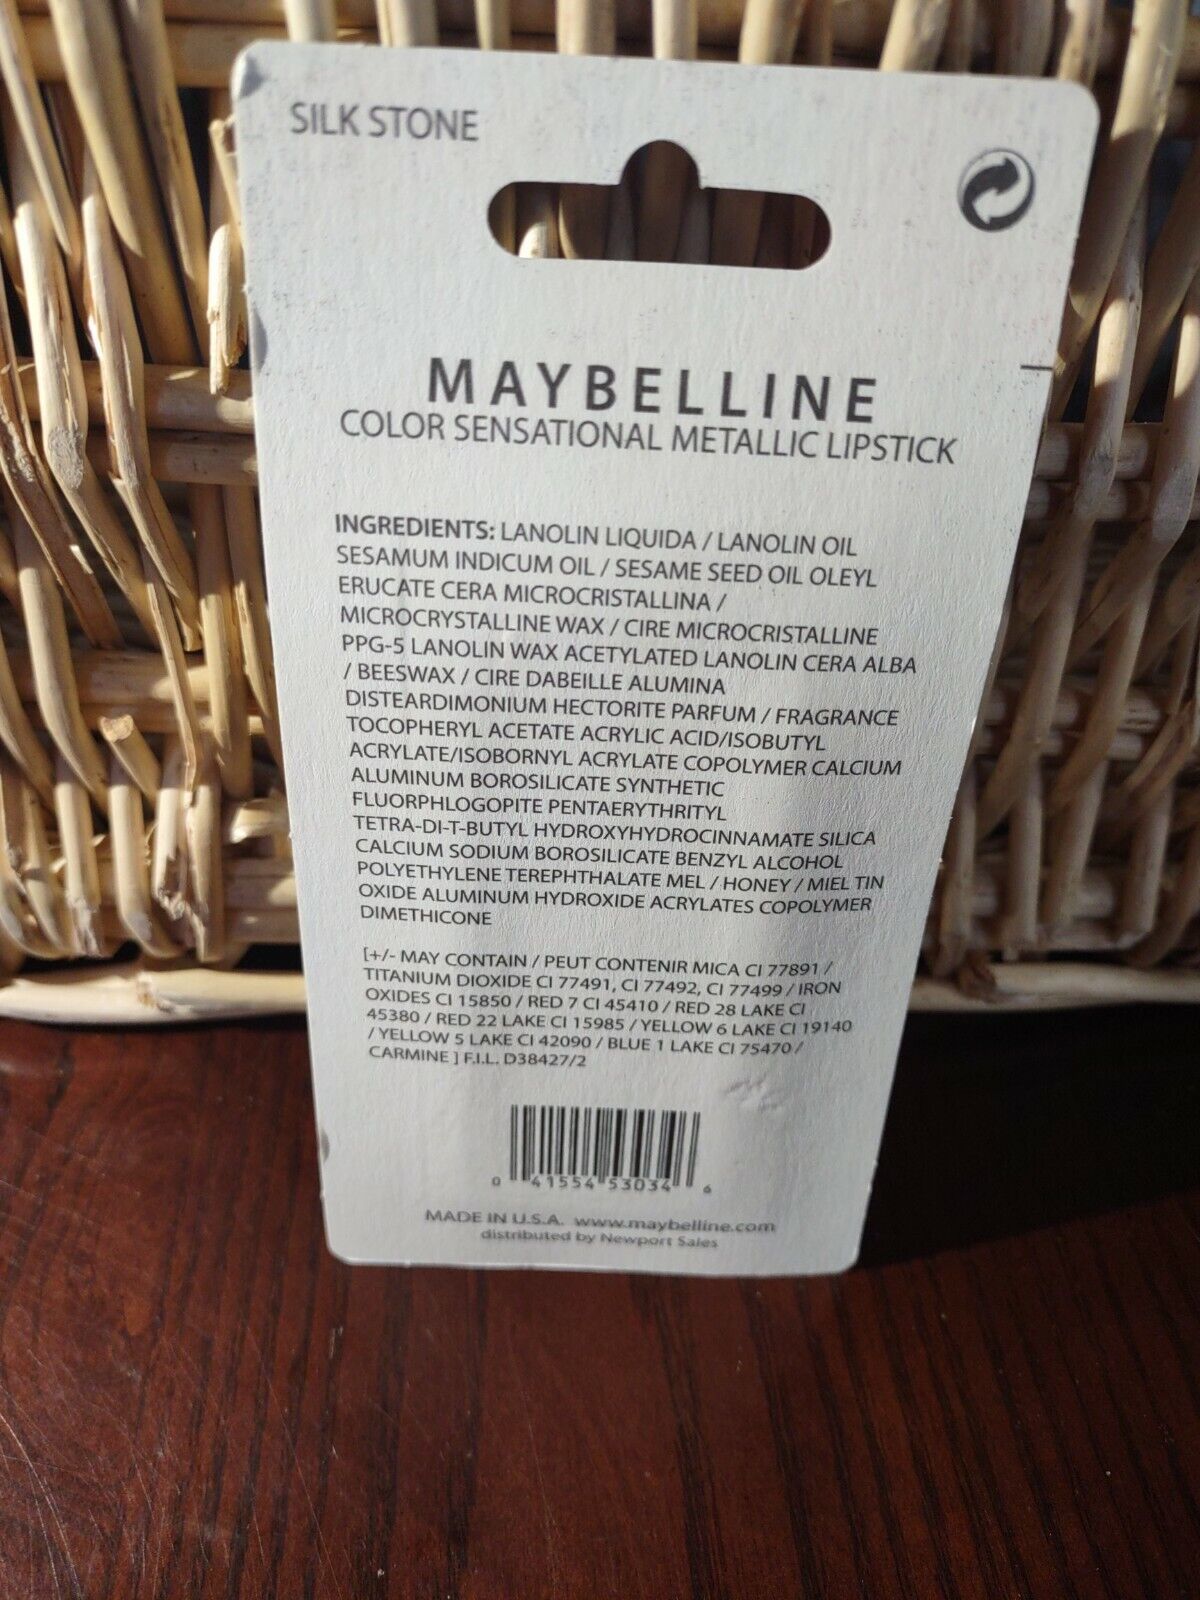 SILK STONE
MAYBELLINE
COLOR SENSATIONAL METALLIC LIPSTICK
INGREDIENTS: LANOLIN LIQUIDA / LANOLIN OIL
SESAMUM INDICUM OIL / SESAME SEED OIL OLEYL
ERUCATE CERA MICROCRISTALLINA /
MICROCRYSTALLINE WAX / CIRE MICROCRISTALLINE
PPG-5 LANOLIN WAX ACETYLATED LANOLIN CERA ALBA
/ BEESWAX / CIRE DABEILLE ALUMINA
DISTEARDIMONIUM HECTORITE PARFUM / FRAGRANCE
TOCOPHERYL ACETATE ACRYLIC ACID/ISOBUTYL
ACRYLATE/ISOBORNYL ACRYLATE COPOLYMER CALCIUM
ALUMINUM BOROSILICATE SYNTHETIC
FLUORPHLOGOPITE PENTAERYTHRITYL
TETRA-DI-T-BUTYL HYDROXYHYDROCINNAMATE SILICA
CALCIUM SODIUM BOROSILICATE BENZYL ALCOHOL
POLYETHYLENE TEREPHTHALATE MEL / HONEY / MIEL TIN
OXIDE ALUMINUM HYDROXIDE ACRYLATES COPOLYMER
DIMETHICONE
[+/- MAY CONTAIN / PEUT CONTENIR MICA CI 77891 /
TITANIUM DIOXIDE CI 77491, CI 77492, CI 77499 / IRON
OXIDES CI 15850 / RED 7 CI 45410 / RED 28 LAKE CI
45380 / RED 22 LAKE CI 15985 / YELLOW 6 LAKE CI 19140
/ YELLOW 5 LAKE CI 42090 / BLUE 1 LAKE CI 75470 /
CARMINE ] F.I.L. D38427/2
0 41554 53034 6
MADE IN U.S.A. www.maybelline.com
distributed by Newport Sales